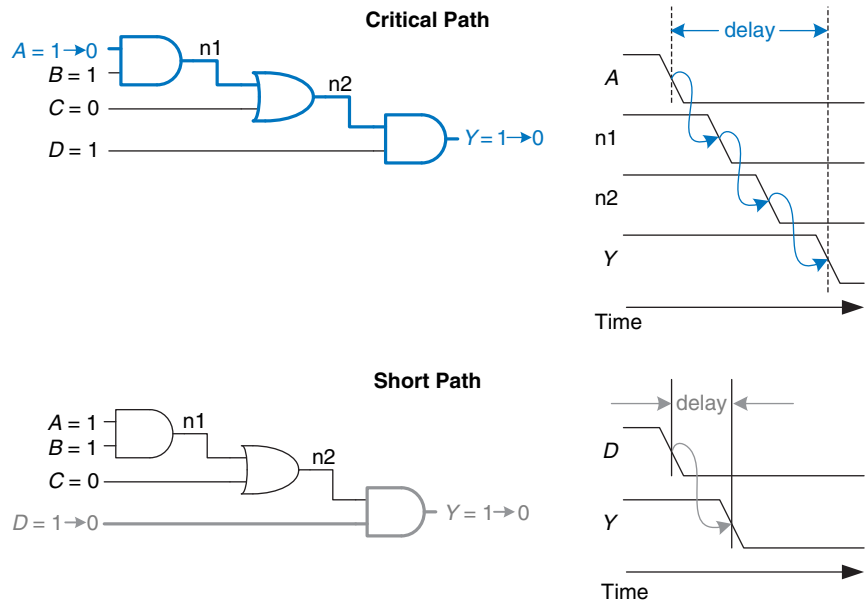 Critical Path
A = 1→0
B = 1
C = 0
D = 1
n1
n2
Y = 1→0
delay
A
n1
n2
Y
Time
Short Path
A = 1
B = 1
C = 0
D = 1→0
n1
n2
Y = 1→0
delay
D
Y
Time